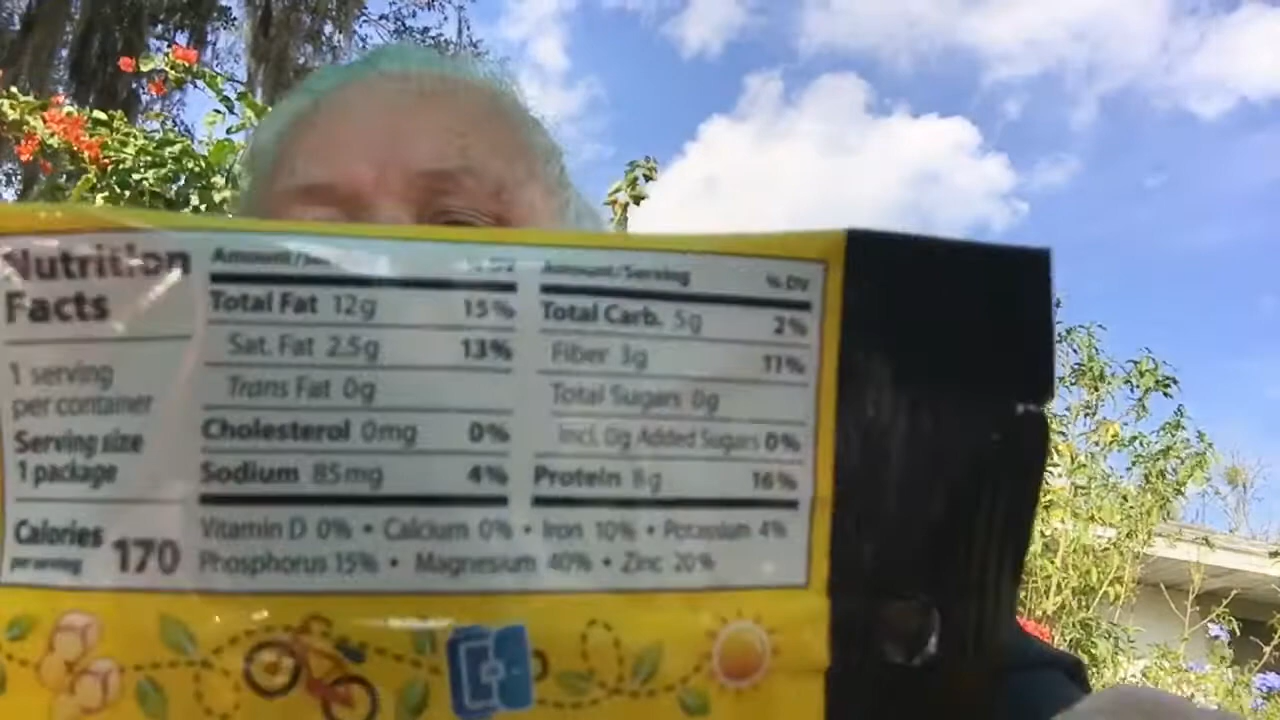 Nutrition
Facts
1 serving
per container
Serving size
1 package
Calories
per serving
170
Amount/ % DV
Total Fat 12g 15%
Sat. Fat 2.5g 13%
Trans Fat 0g
Cholesterol 0mg 0%
Sodium 85mg 4%
Amount/Serving % DV
Total Carb. 5g 2%
Fiber 3g 11%
Total Sugars 0g
Incl. 0g Added Sugars 0%
Protein 8g 16%
Vitamin D 0% • Calcium 0% • Iron 10% • Potassium 4%
Phosphorus 15% • Magnesium 40% • Zinc 20%